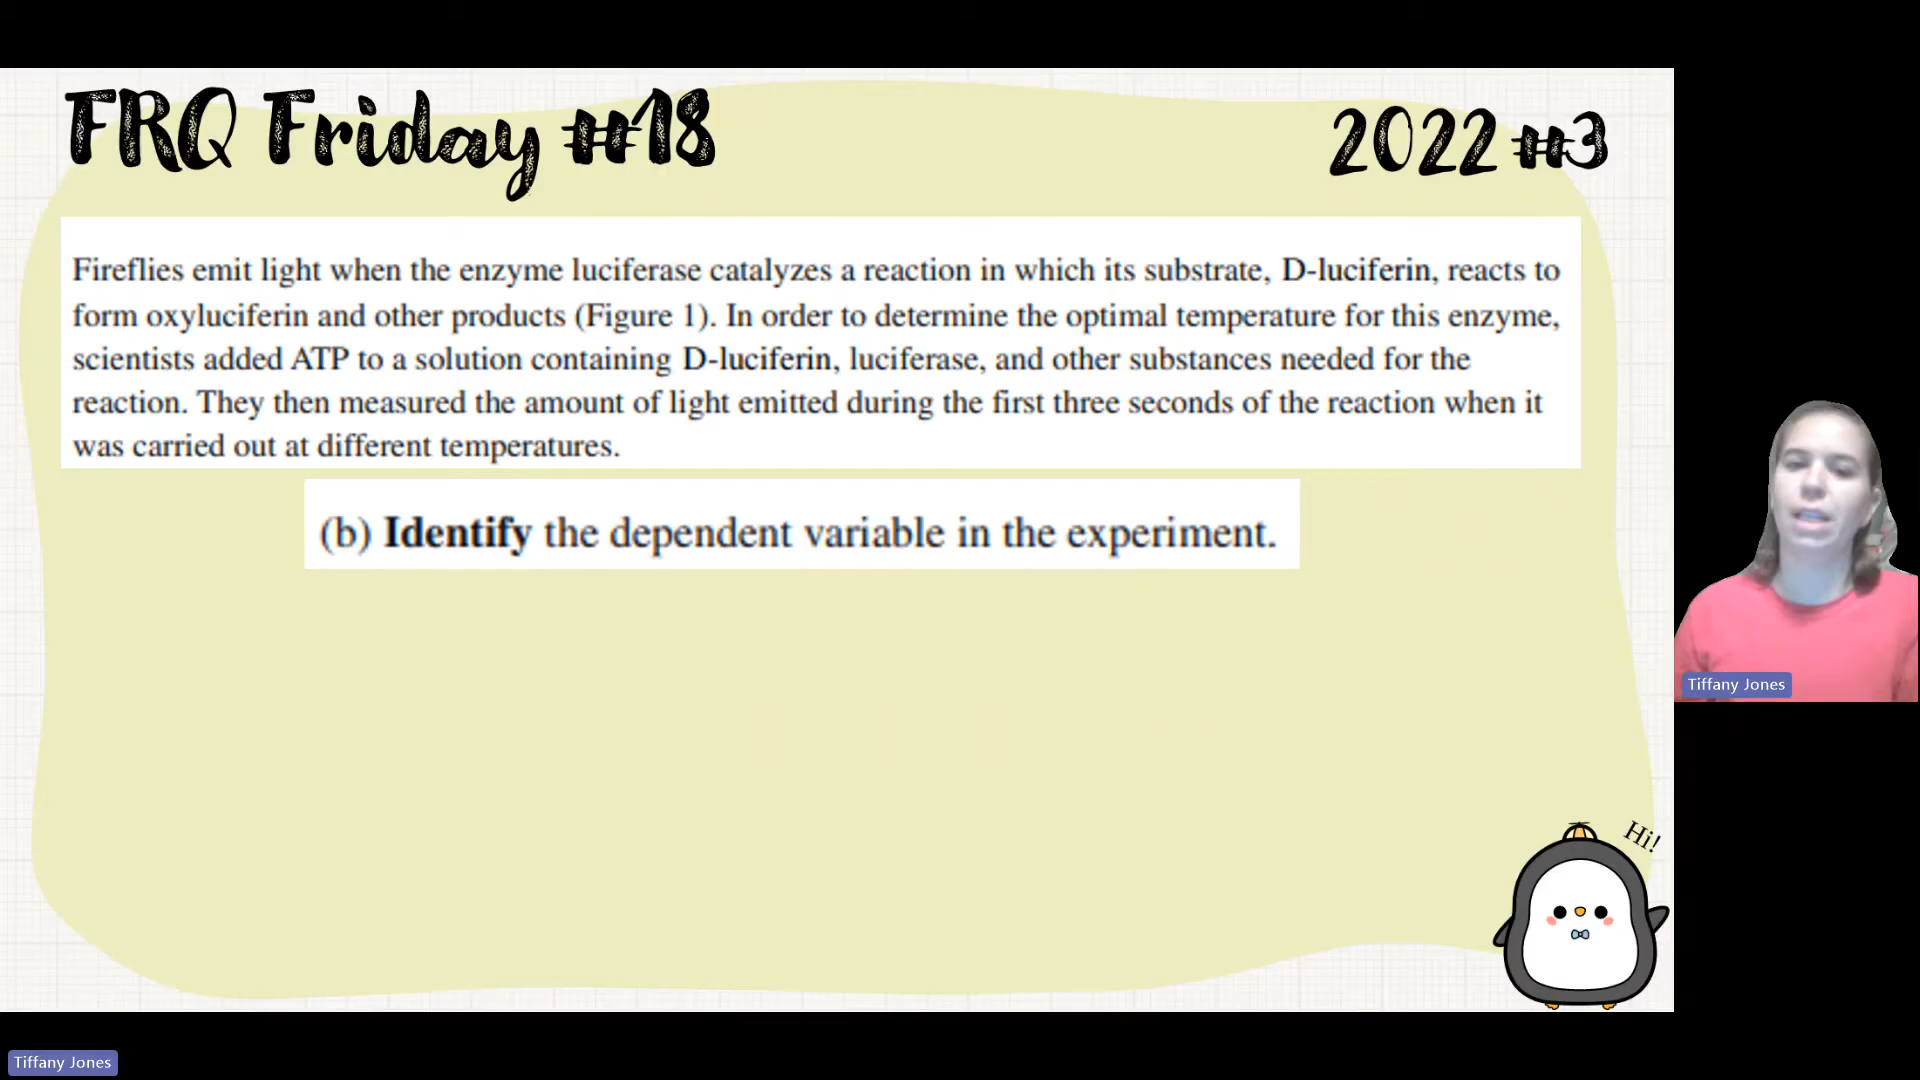 FRQ Friday #18
2022 #3
Fireflies emit light when the enzyme luciferase catalyzes a reaction in which its substrate, D-luciferin, reacts to
form oxyluciferin and other products (Figure 1). In order to determine the optimal temperature for this enzyme,
scientists added ATP to a solution containing D-luciferin, luciferase, and other substances needed for the
reaction. They then measured the amount of light emitted during the first three seconds of the reaction when it
was carried out at different temperatures.
(b) Identify the dependent variable in the experiment.
Tiffany Jones
Hi!
Tiffany Jones